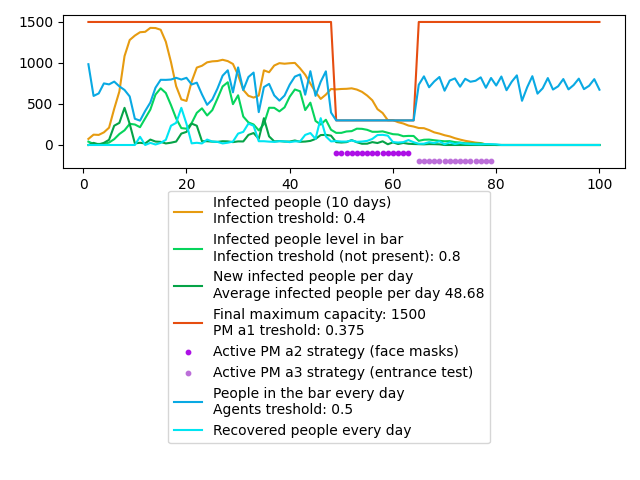 1500
1000
500
0
0
20
40
60
80
100
Infected people (10 days)
Infection treshold: 0.4
Infected people level in bar
Infection treshold (not present): 0.8
New infected people per day
Average infected people per day 48.68
Final maximum capacity: 1500
PM a1 treshold: 0.375
Active PM a2 strategy (face masks)
Active PM a3 strategy (entrance test)
People in the bar every day
Agents treshold: 0.5
Recovered people every day